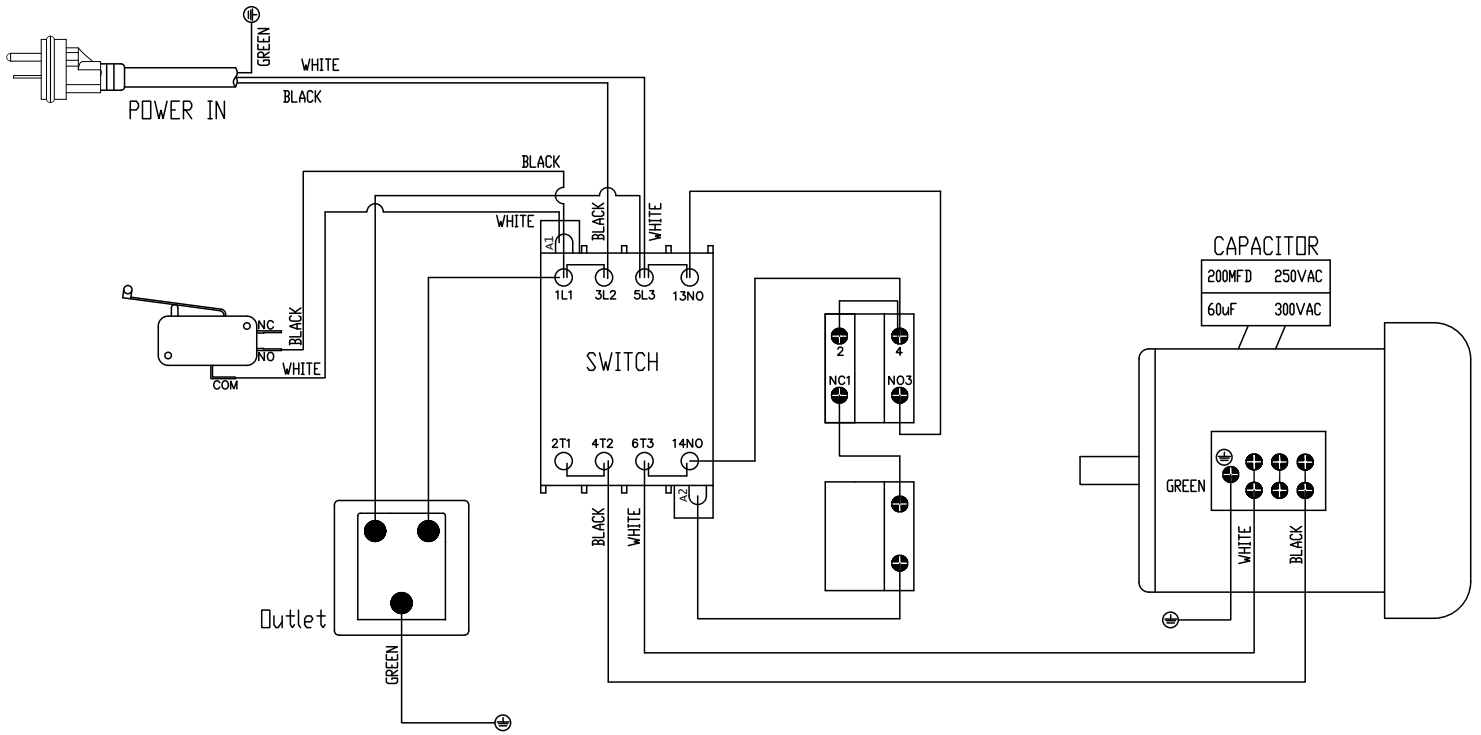 GREEN
WHITE
BLACK
POWER IN
BLACK
WHITE
BLACK
WHITE
A1
1L1 3L2 5L3 13NO
CAPACITOR
200MFD 250VAC
60uF 300VAC
NC
BLACK
NO
WHITE
COM
SWITCH
2 4
NC1 NO3
2T1 4T2 6T3 14NO
A2
GREEN
BLACK
WHITE
WHITE
BLACK
Outlet
GREEN